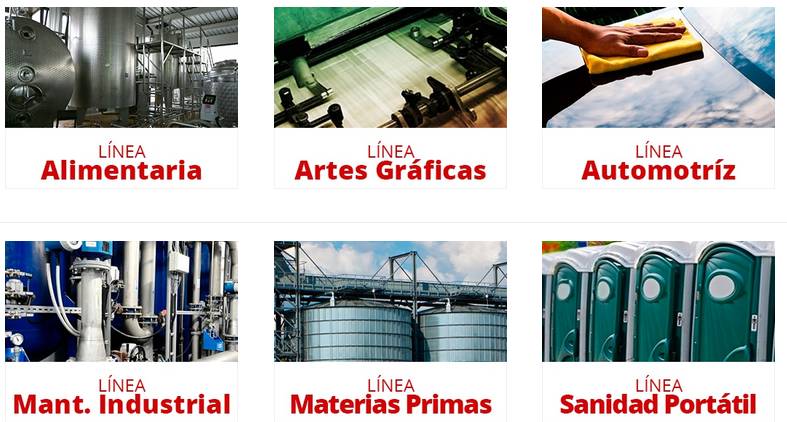 LÍNEA
Alimentaria
LÍNEA
Artes Gráficas
LÍNEA
Automotríz
LÍNEA
Mant. Industrial
LÍNEA
Materias Primas
LÍNEA
Sanidad Portátil